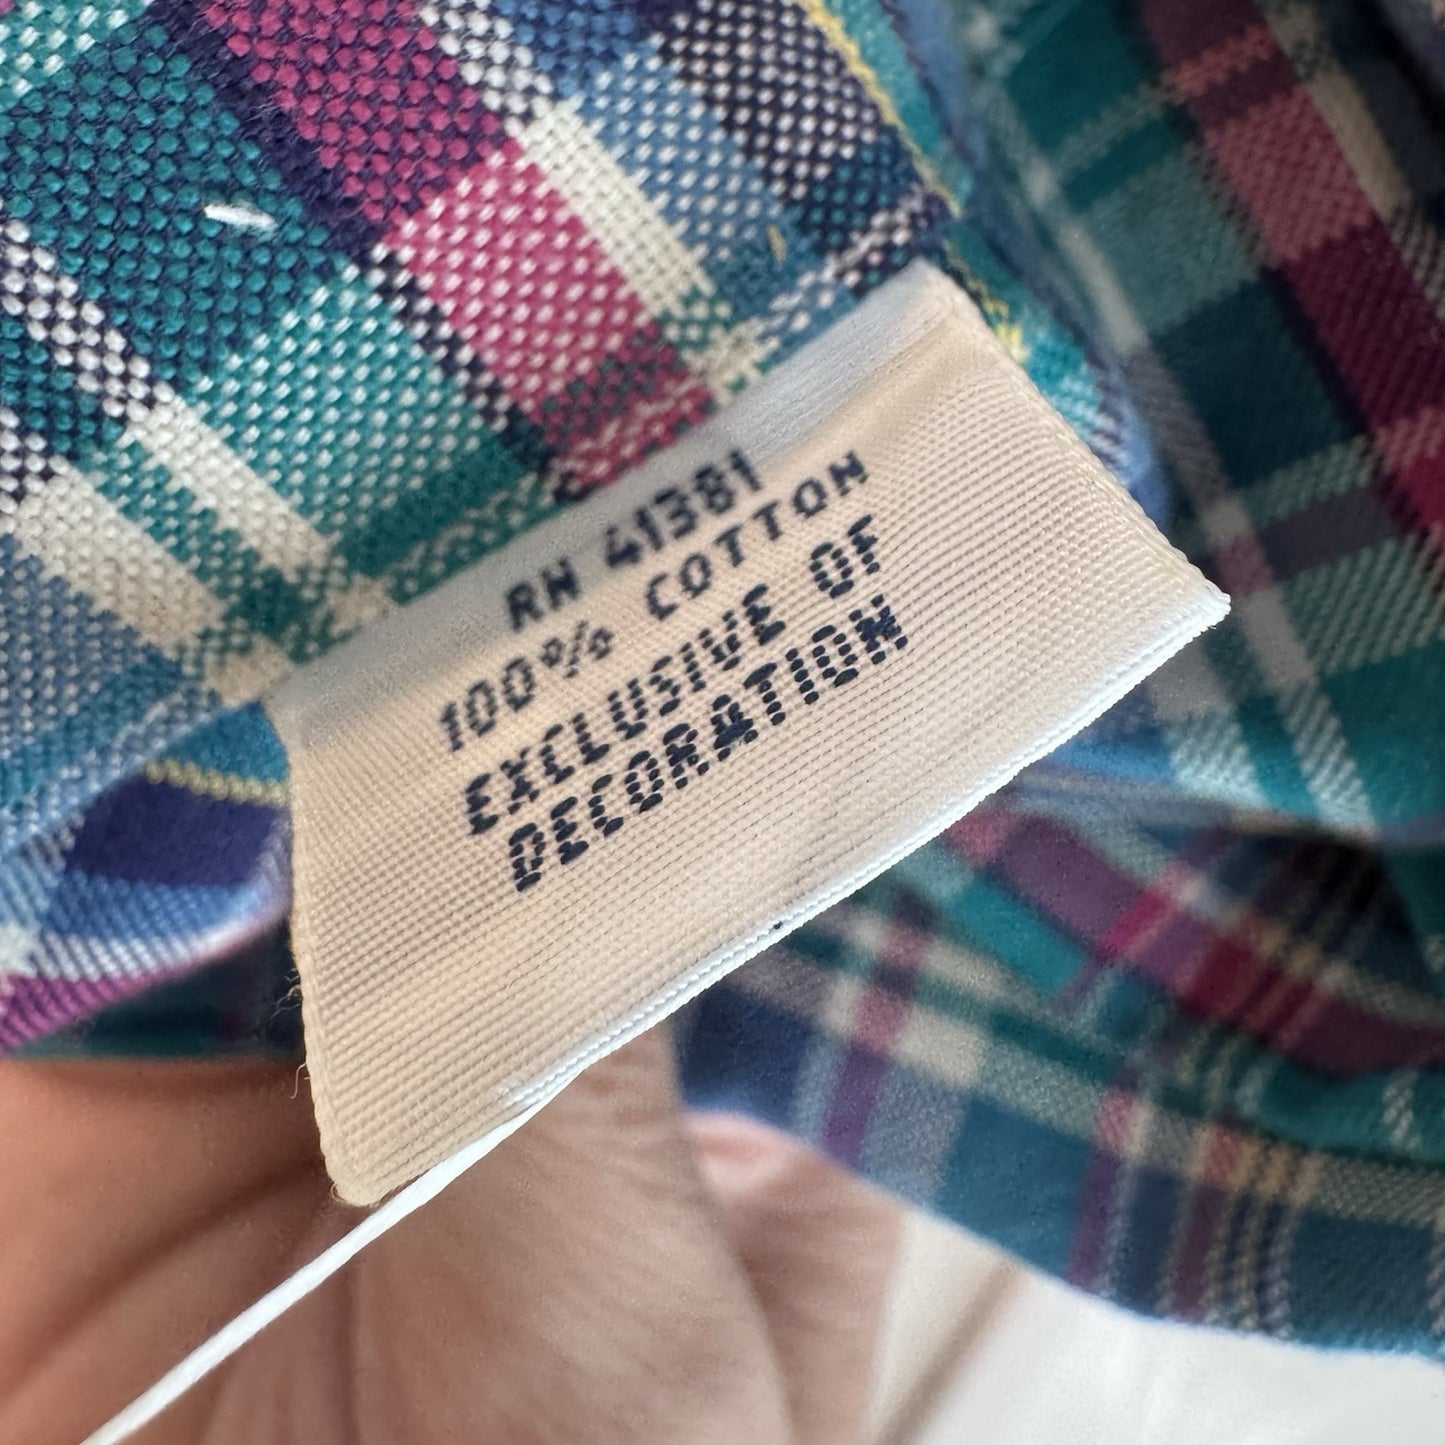 RN 41381
100% COTTON
EXCLUSIVE OF
DECORATION